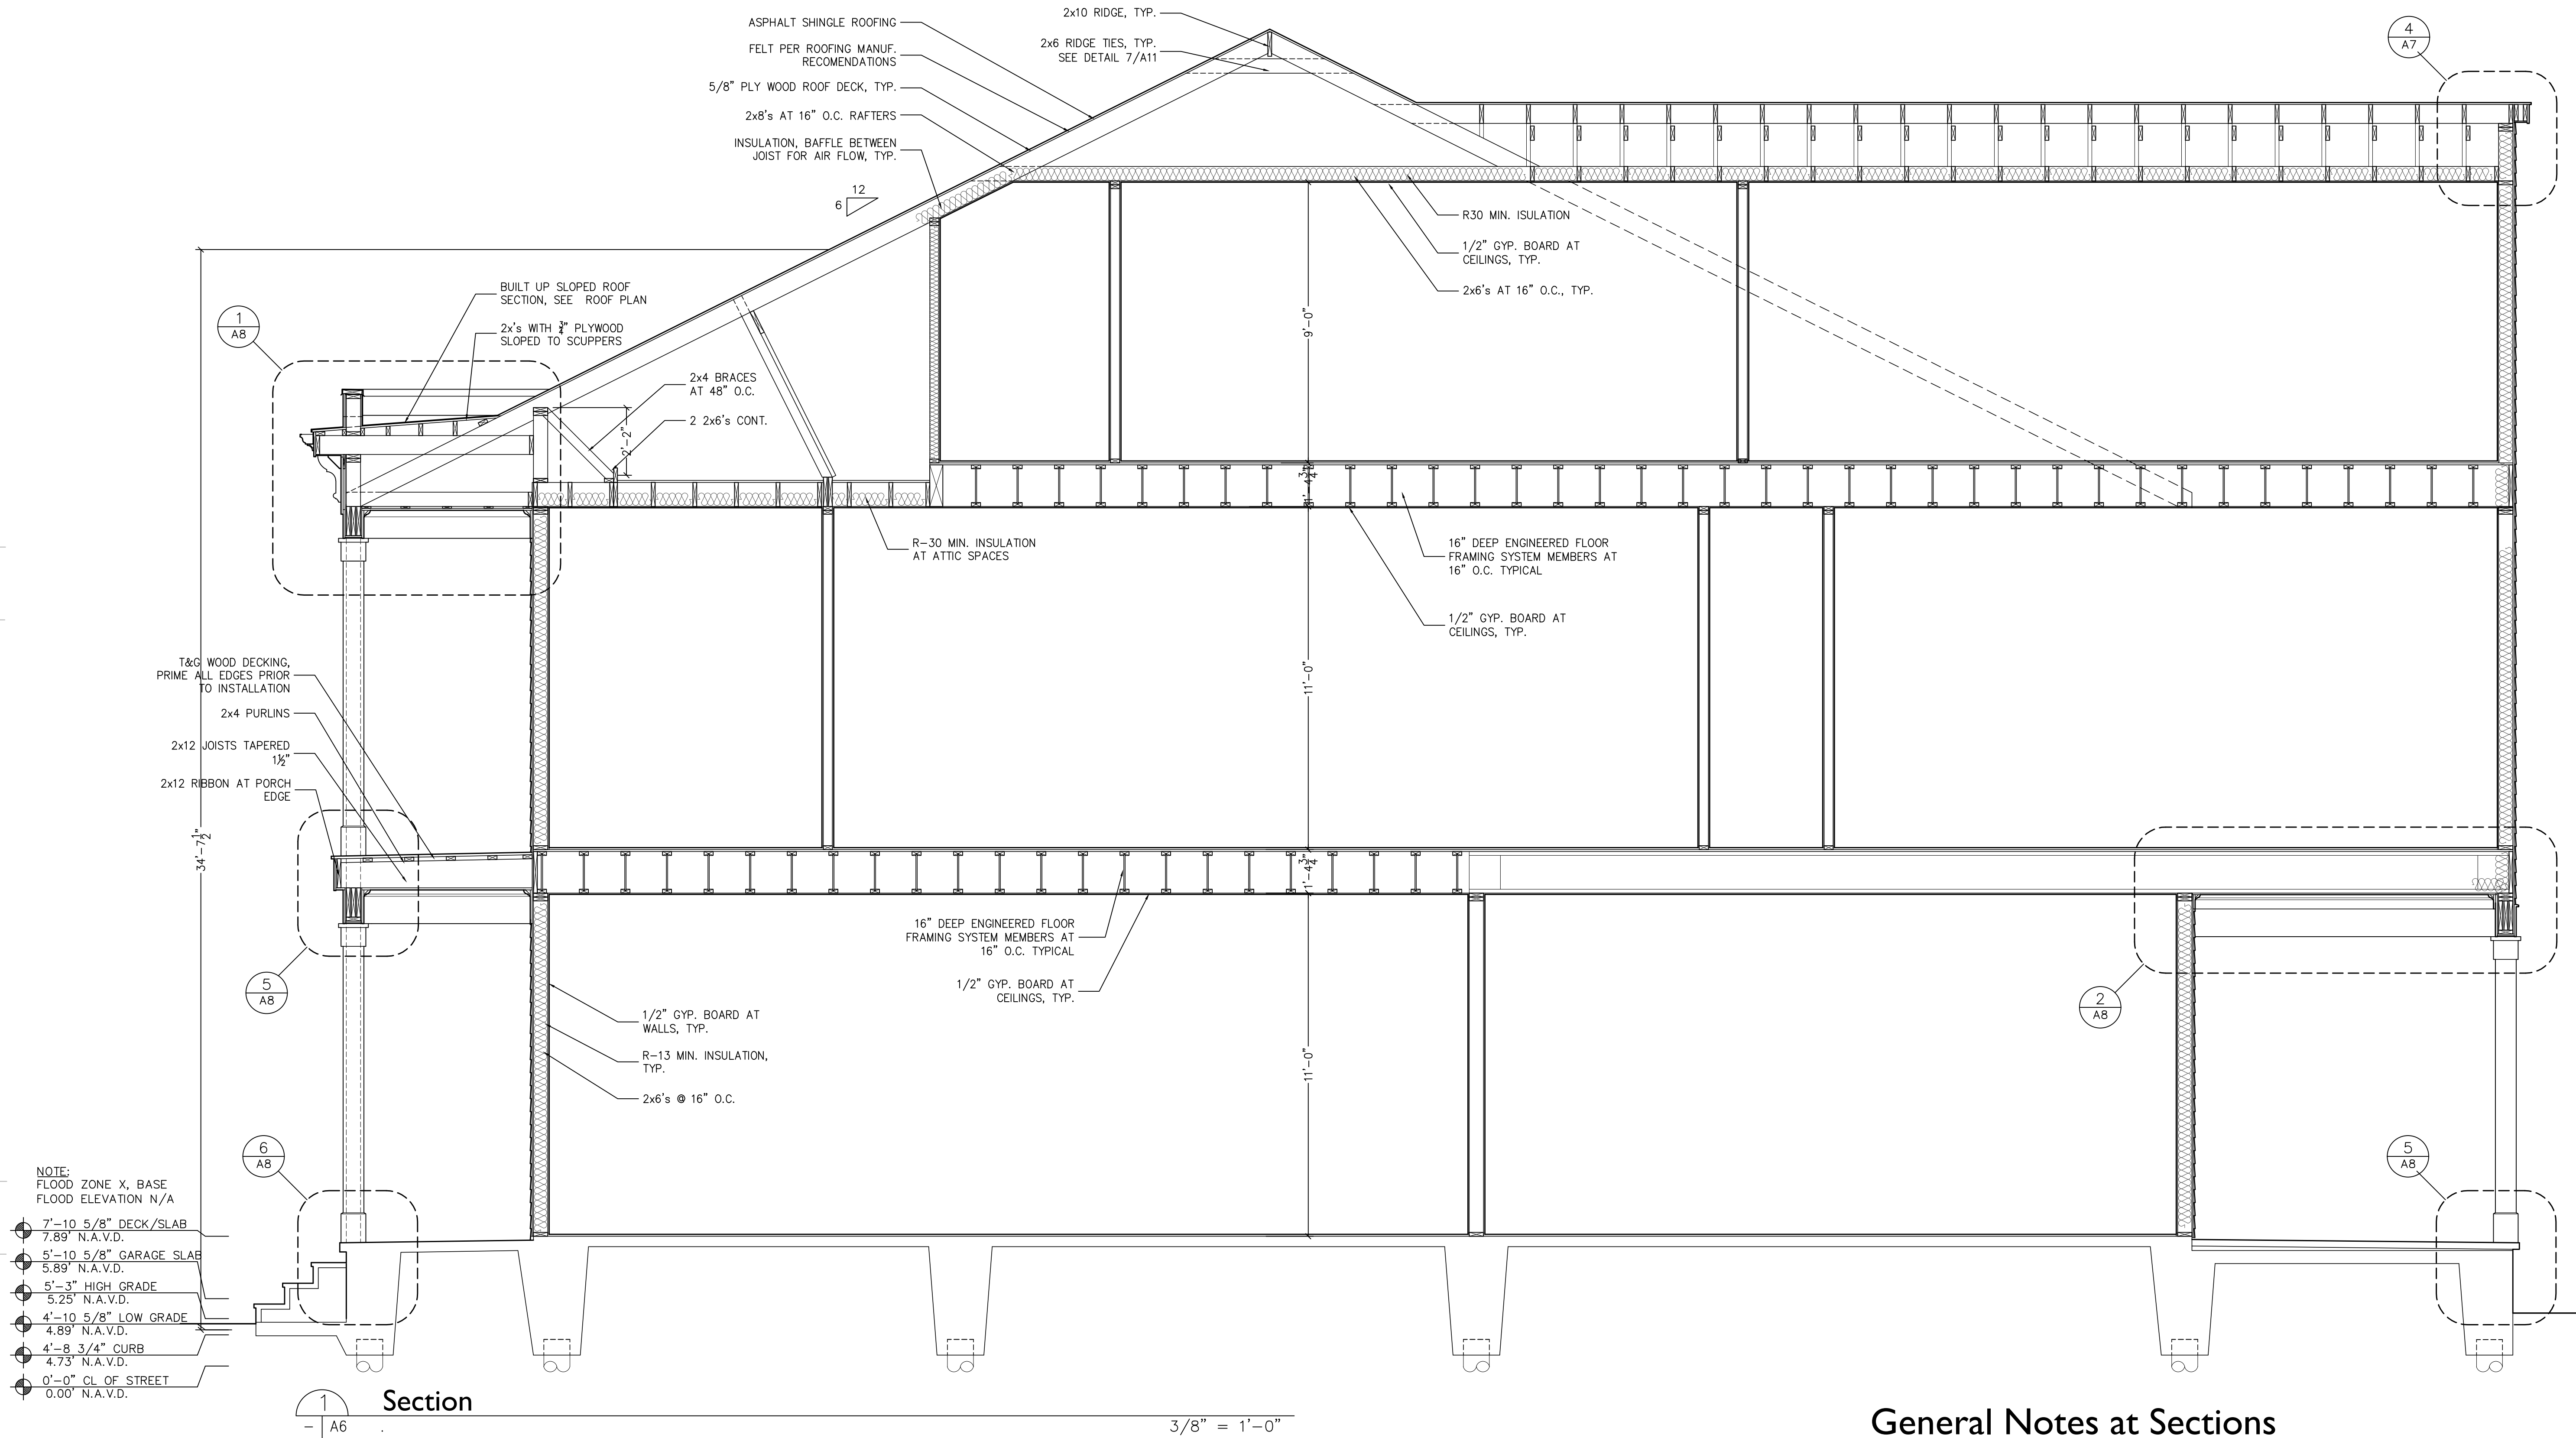 2x10 RIDGE, TYP.
ASPHALT SHINGLE ROOFING
4
A7
FELT PER ROOFING MANUF.
RECOMENDATIONS
2x6 RIDGE TIES, TYP.
SEE DETAIL 7/A11
5/8" PLY WOOD ROOF DECK, TYP.
2x8's AT 16" O.C. RAFTERS
INSULATION, BAFFLE BETWEEN
JOIST FOR AIR FLOW, TYP.
12
6
R30 MIN. ISULATION
1/2" GYP. BOARD AT
CEILINGS, TYP.
2x6's AT 16" O.C., TYP.
9'-0"
BUILT UP SLOPED ROOF
SECTION, SEE ROOF PLAN
2x's WITH 3/4" PLYWOOD
SLOPED TO SCUPPERS
1
A8
2x4 BRACES
AT 48" O.C.
2 2x6's CONT.
2'-2"
1'-4 3/4"
R-30 MIN. INSULATION
AT ATTIC SPACES
16" DEEP ENGINEERED FLOOR
FRAMING SYSTEM MEMBERS AT
16" O.C. TYPICAL
1/2" GYP. BOARD AT
CEILINGS, TYP.
11'-0"
T&G WOOD DECKING,
PRIME ALL EDGES PRIOR
TO INSTALLATION
2x4 PURLINS
2x12 JOISTS TAPERED
1½"
2x12 RIBBON AT PORCH
EDGE
34'-7 1/2"
1'-4 3/4"
16" DEEP ENGINEERED FLOOR
FRAMING SYSTEM MEMBERS AT
16" O.C. TYPICAL
1/2" GYP. BOARD AT
CEILINGS, TYP.
5
A8
2
A8
1/2" GYP. BOARD AT
WALLS, TYP.
R-13 MIN. INSULATION,
TYP.
2x6's @ 16" O.C.
11'-0"
6
A8
5
A8
NOTE:
FLOOD ZONE X, BASE
FLOOD ELEVATION N/A
7'-10 5/8" DECK/SLAB
7.89' N.A.V.D.
5'-10 5/8" GARAGE SLAB
5.89' N.A.V.D.
5'-3" HIGH GRADE
5.25' N.A.V.D.
4'-10 5/8" LOW GRADE
4.89' N.A.V.D.
4'-8 3/4" CURB
4.73' N.A.V.D.
0'-0" CL OF STREET
0.00' N.A.V.D.
1
- A6
Section
3/8" = 1'-0"
General Notes at Sections